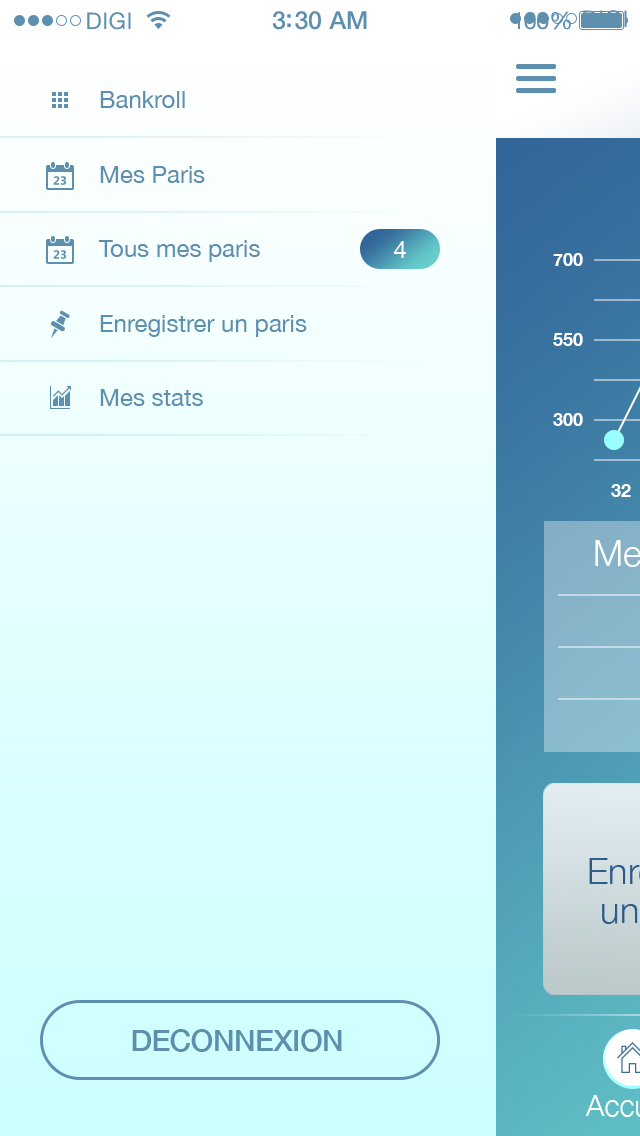 DIGI 3:30 AM 100%
Bankroll
23 Mes Paris
23 Tous mes paris 4
Enregistrer un paris
Mes stats
DECONNEXION
700
550
300
32
Me
Enr
un
Accu